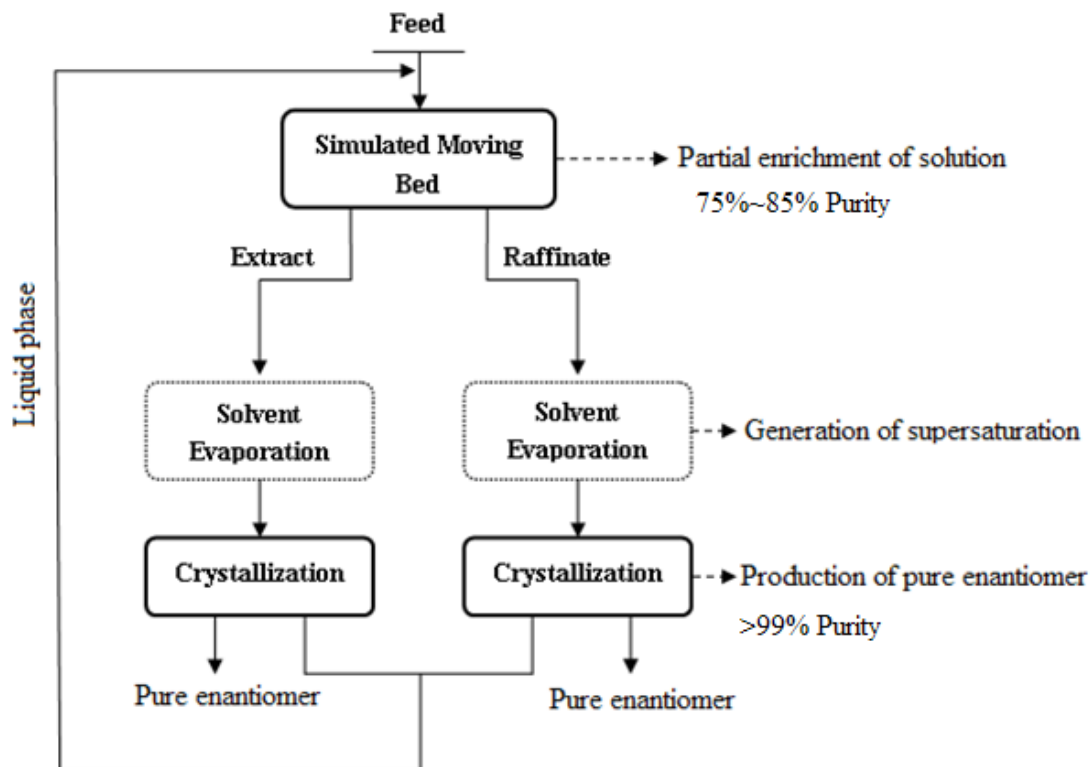 Feed
Simulated Moving
Bed
Partial enrichment of solution
75%~85% Purity
Extract
Raffinate
Liquid phase
Solvent
Evaporation
Solvent
Evaporation
Generation of supersaturation
Crystallization
Crystallization
Production of pure enantiomer
>99% Purity
Pure enantiomer
Pure enantiomer